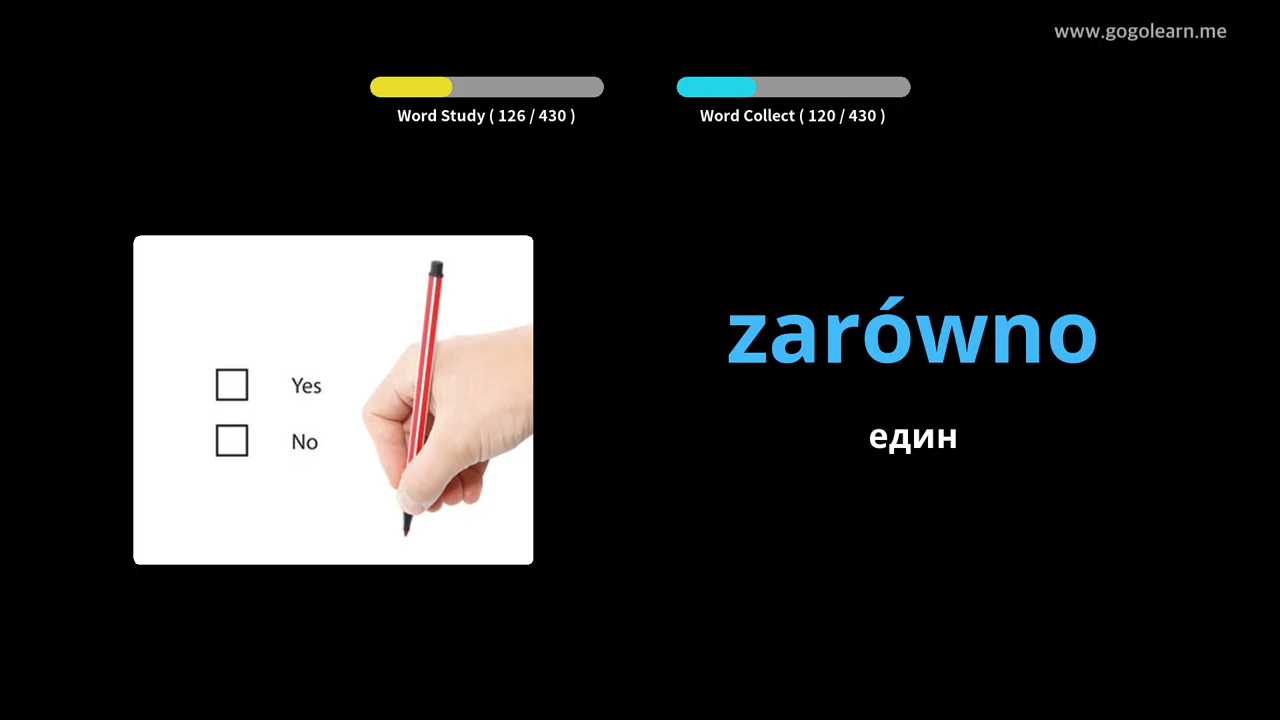 www.gogolearn.me
Word Study ( 126 / 430 )
Word Collect ( 120 / 430 )
Yes
No
zarówno
един